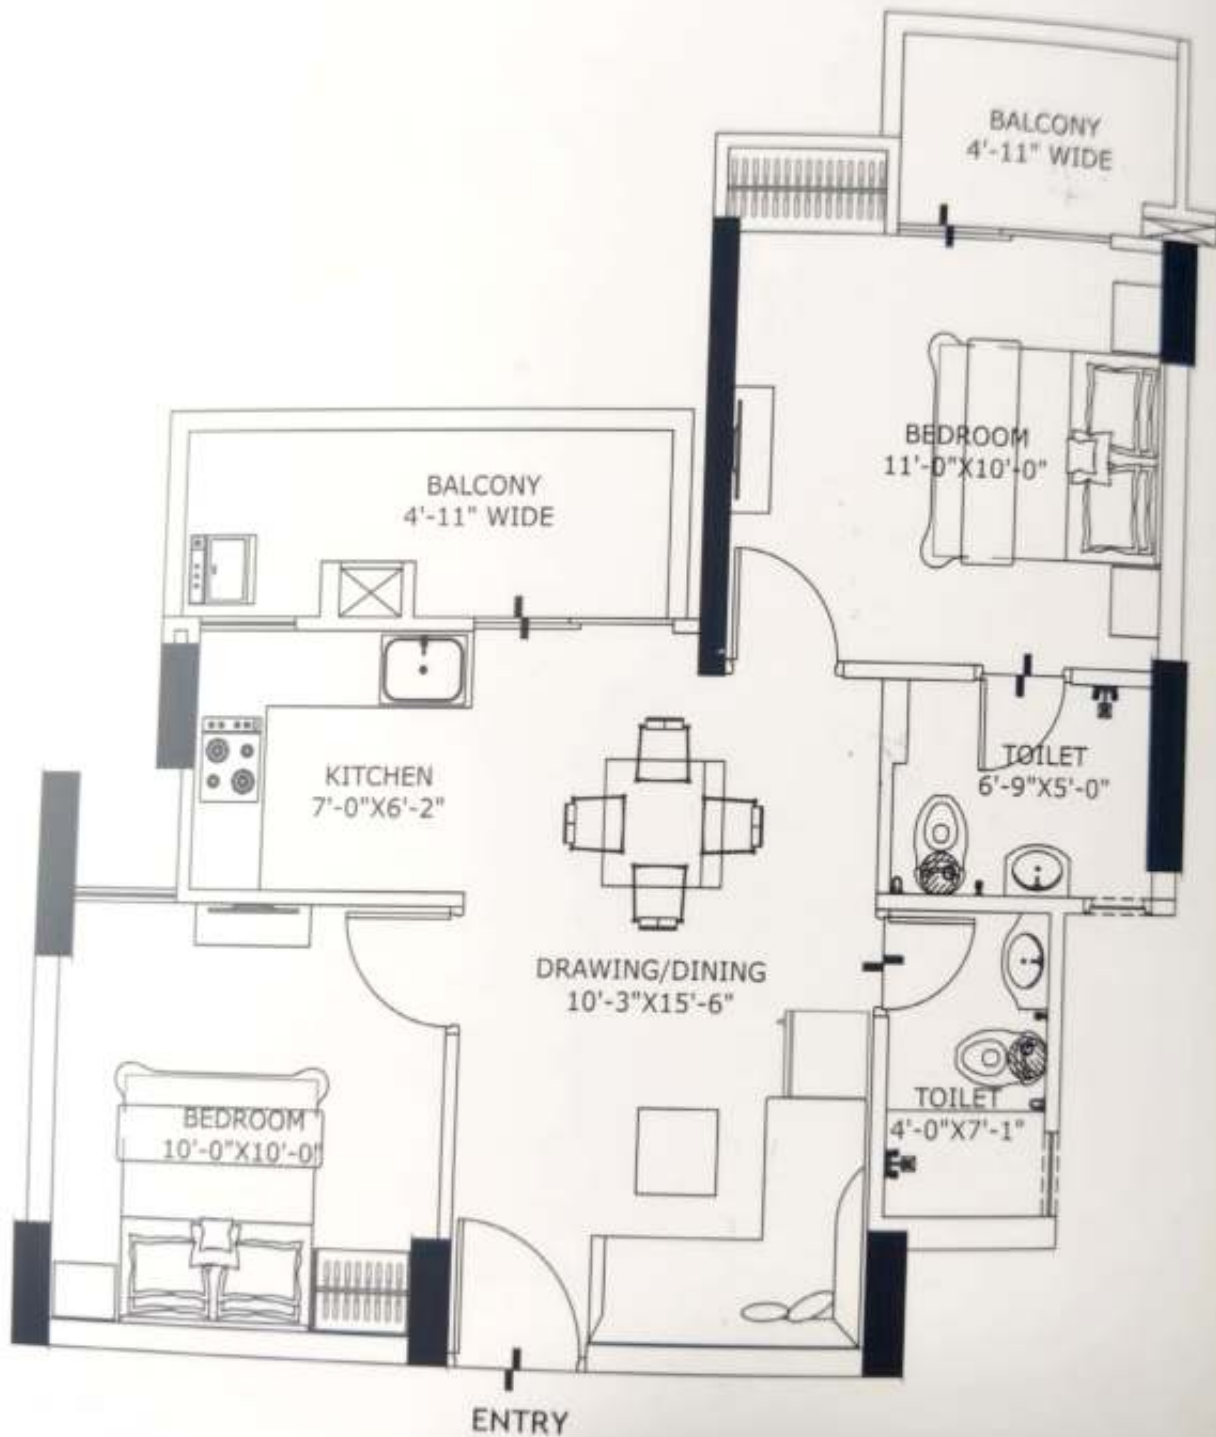 BALCONY
4'-11" WIDE
BEDROOM
11'-0"X10'-0"
BALCONY
4'-11" WIDE
TOILET
6'-9"X5'-0"
KITCHEN
7'-0"X6'-2"
DRAWING/DINING
10'-3"X15'-6"
TOILET
4'-0"X7'-1"
BEDROOM
10'-0"X10'-0"
ENTRY